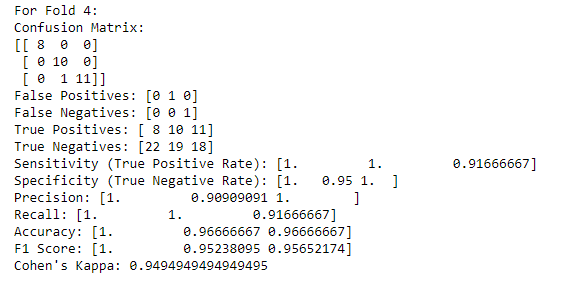 For Fold 4:
Confusion Matrix:
[[ 8  0  0]
 [ 0 10  0]
 [ 0  1 11]]
False Positives: [0 1 0]
False Negatives: [0 0 1]
True Positives: [ 8 10 11]
True Negatives: [22 19 18]
Sensitivity (True Positive Rate): [1.         1.         0.91666667]
Specificity (True Negative Rate): [1.   0.95 1.  ]
Precision: [1.         0.90909091 1.        ]
Recall: [1.         1.         0.91666667]
Accuracy: [1.         0.96666667 0.96666667]
F1 Score: [1.         0.95238095 0.95652174]
Cohen's Kappa: 0.9494949494949495